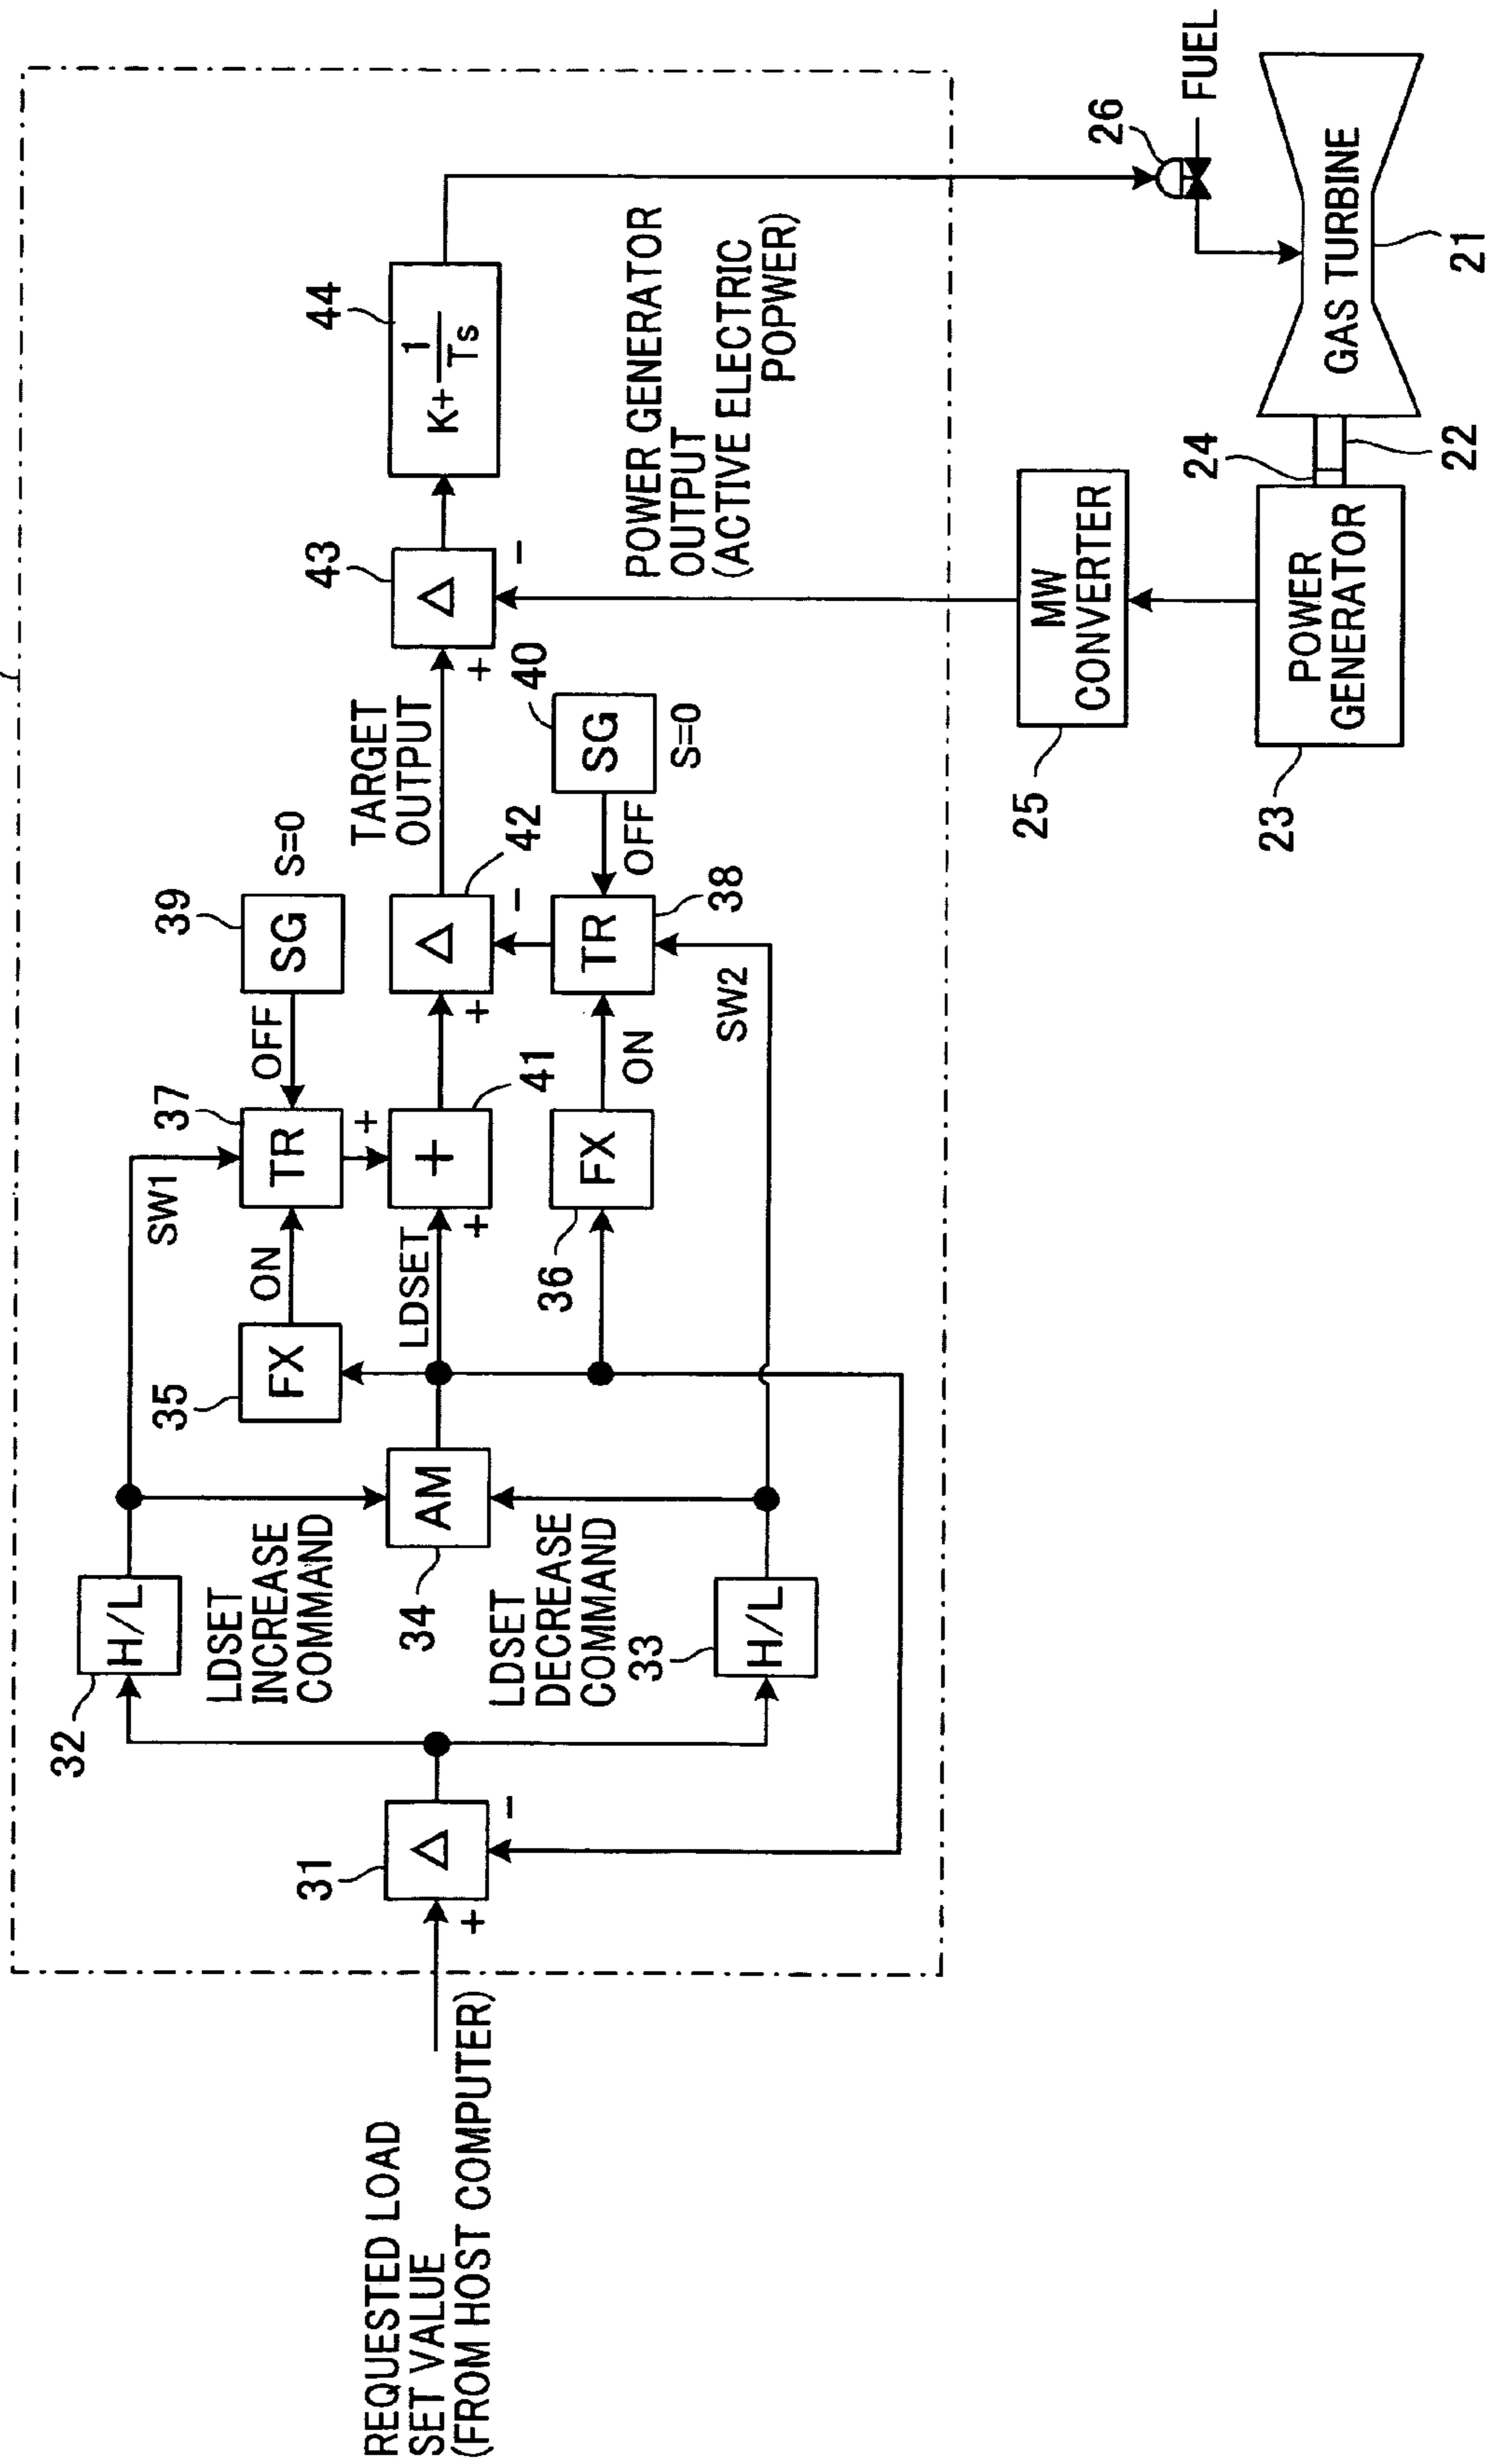 REQUESTED LOAD
SET VALUE
(FROM HOST COMPUTER)
+
31
Δ
−
32
H/L
LDSET
INCREASE
COMMAND
34
AM
LDSET
DECREASE
COMMAND
33
H/L
35
FX
ON
SW1
37
TR
OFF
39
SG
S=0
LDSET
+
+
+
41
36
FX
ON
SW2
TR
38
OFF
40
SG
S=0
+
Δ
−
42
TARGET
OUTPUT
+
43
Δ
−
44
K+ 1
Ts
POWER GENERATOR
OUTPUT
(ACTIVE ELECTRIC
POPWER)
25
MW
CONVERTER
23
POWER
GENERATOR
24
22
GAS TURBINE
21
26
FUEL